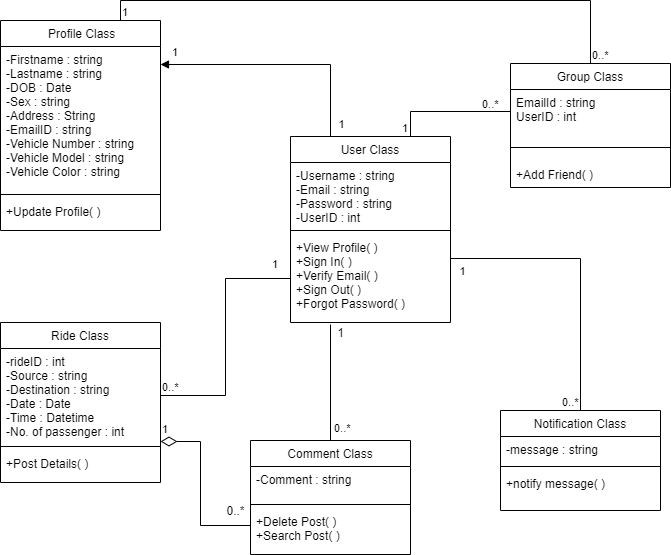 1
Profile Class
-Firstname : string
-Lastname : string
-DOB : Date
-Sex : string
-Address : String
-EmailID : string
-Vehicle Number : string
-Vehicle Model : string
-Vehicle Color : string
+Update Profile( )
1
0..*
Group Class
EmailId : string
UserID : int
+Add Friend( )
0..*
1
1
User Class
-Username : string
-Email : string
-Password : string
-UserID : int
+View Profile( )
+Sign In( )
+Verify Email( )
+Sign Out( )
+Forgot Password( )
1
1
1
Ride Class
-rideID : int
-Source : string
-Destination : string
-Date : Date
-Time : Datetime
-No. of passenger : int
+Post Details( )
0..*
1
0..*
0..*
Comment Class
-Comment : string
+Delete Post( )
+Search Post( )
0..*
Notification Class
-message : string
+notify message( )